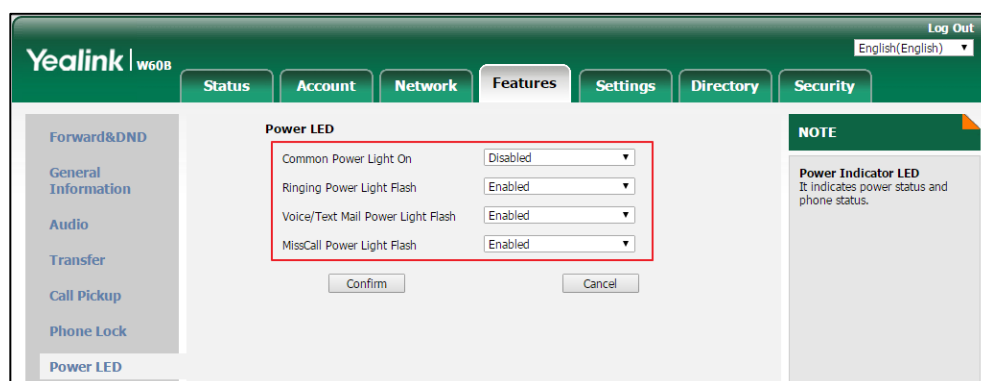 Log Out
Yealink W60B
English(English)
Status Account Network Features Settings Directory Security
Forward&DND
General
Information
Audio
Transfer
Call Pickup
Phone Lock
Power LED
Power LED
Common Power Light On Disabled
Ringing Power Light Flash Enabled
Voice/Text Mail Power Light Flash Enabled
MissCall Power Light Flash Enabled
Confirm Cancel
NOTE
Power Indicator LED
It indicates power status and
phone status.